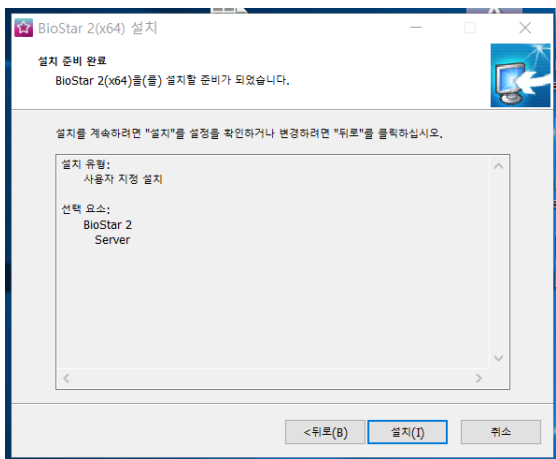 BioStar 2(x64) 설치
설치 준비 완료
BioStar 2(x64)을(를) 설치할 준비가 되었습니다.
설치를 계속하려면 "설치"를 설정을 확인하거나 변경하려면 "뒤로"를 클릭하십시오.
설치 유형:
사용자 지정 설치
선택 요소:
BioStar 2
Server
<뒤로(B)
설치(I)
취소